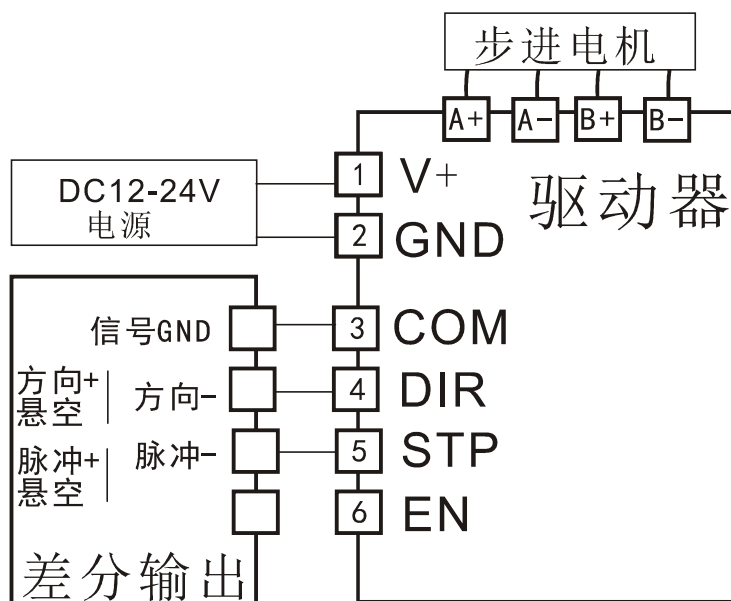 步进电机
A+ A- B+ B-
驱动器
DC12-24V
电源
1 V+
2 GND
信号GND 3 COM
方向+
悬空
方向- 4 DIR
脉冲+
悬空
脉冲- 5 STP
6 EN
差分输出